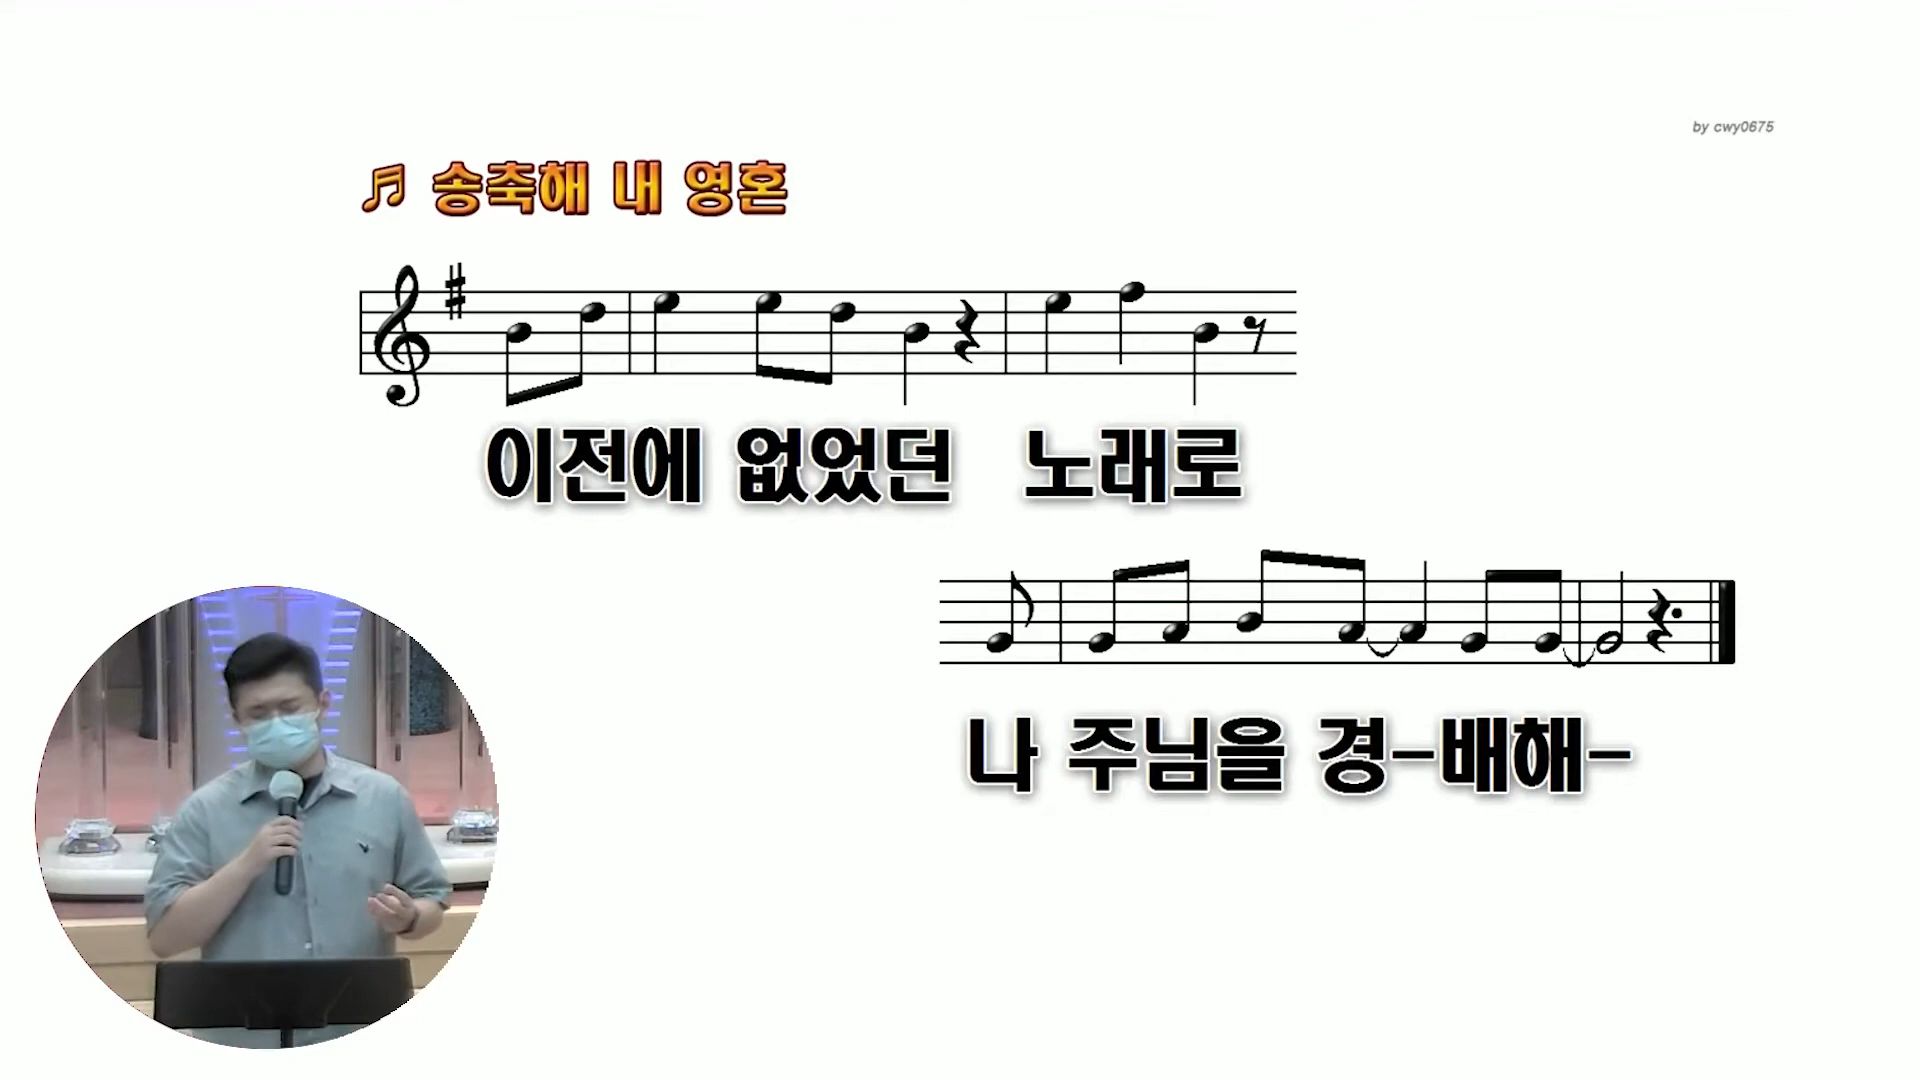 by cwy0675
♬ 송축해 내 영혼
이전에 없었던 노래로
나 주님을 경-배해-